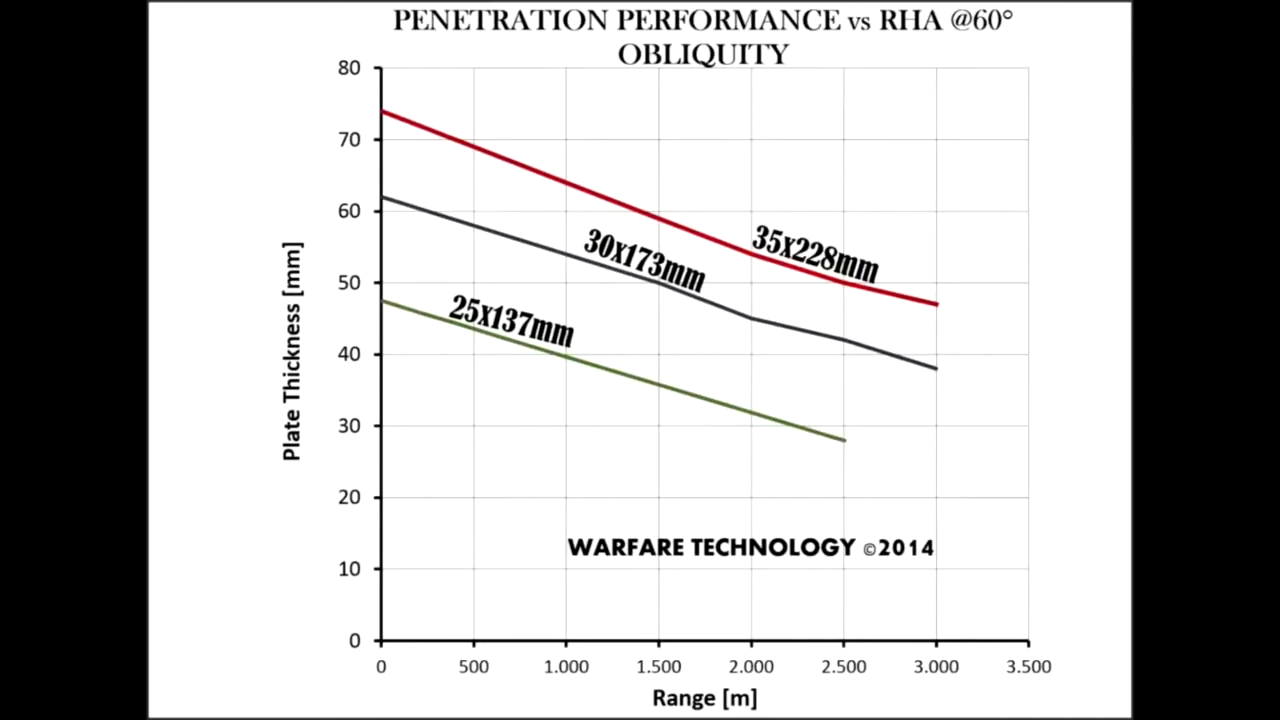 PENETRATION PERFORMANCE vs RHA @60°
OBLIQUITY
80
70
60
50
40
30
20
10
0
Plate Thickness [mm]
35x228mm
30x173mm
25x137mm
WARFARE TECHNOLOGY ©2014
0 500 1.000 1.500 2.000 2.500 3.000 3.500
Range [m]